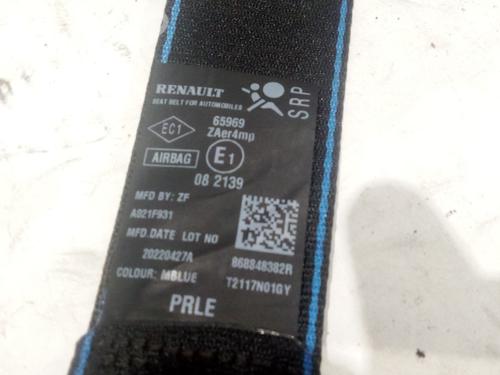 RENAULT
SEAT BELT FOR AUTOMOBILES
SRP
EC1
65969
ZAer4mp
AIRBAG
E1
08 2139
MFD BY: ZF
A021F931
MFD.DATE LOT NO
20220427A
868848382R
COLOUR: MBLUE
T2117N01GY
PRLE